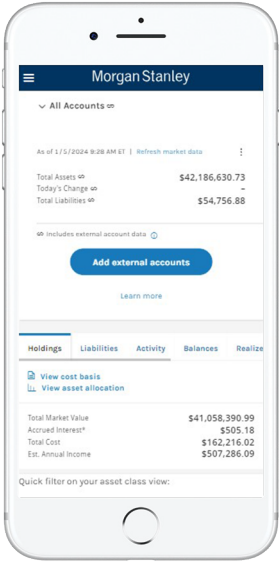 Morgan Stanley
All Accounts
As of 1/5/2024 9:28 AM ET | Refresh market data
Total Assets $42,186,630.73
Today's Change –
Total Liabilities $54,756.88
Includes external account data
Add external accounts
Learn more
Holdings Liabilities Activity Balances Realize
View cost basis
View asset allocation
Total Market Value $41,058,390.99
Accrued Interest* $505.18
Total Cost $162,216.02
Est. Annual Income $507,286.09
Quick filter on your asset class view: